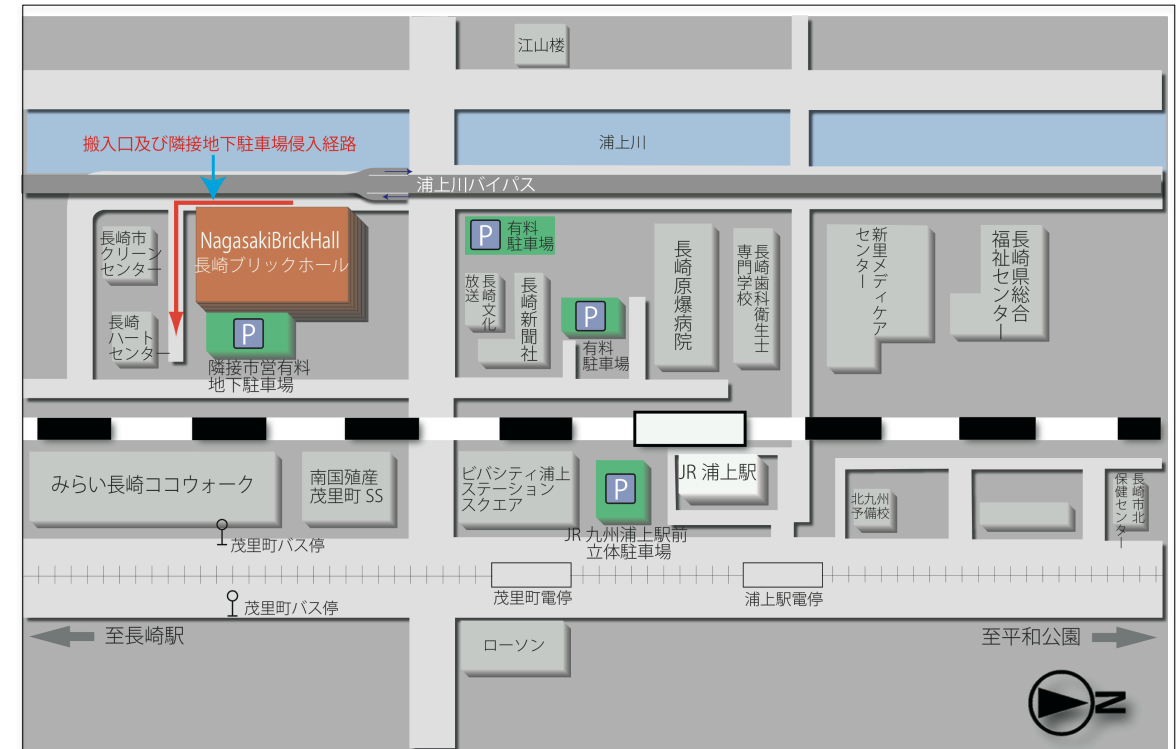 江山楼
搬入口及び隣接地下駐車場侵入経路
浦上川
浦上川バイパス
長崎市
クリーン
センター
NagasakiBrickHall
長崎ブリックホール
P
有料
駐車場
長崎文化
放送
長崎新聞社
P
有料
駐車場
長崎原爆病院
長崎歯科衛生士
専門学校
新里メディケア
センター
長崎県総合
福祉センター
長崎
ハート
センター
P
隣接市営有料
地下駐車場
みらい長崎ココウォーク
南国殖産
茂里町 SS
ビバシティ浦上
ステーション
スクエア
P
JR 九州浦上駅前
立体駐車場
JR 浦上駅
北九州
予備校
長崎市北
保健センター
茂里町バス停
茂里町電停
浦上駅電停
茂里町バス停
至長崎駅
ローソン
至平和公園
N